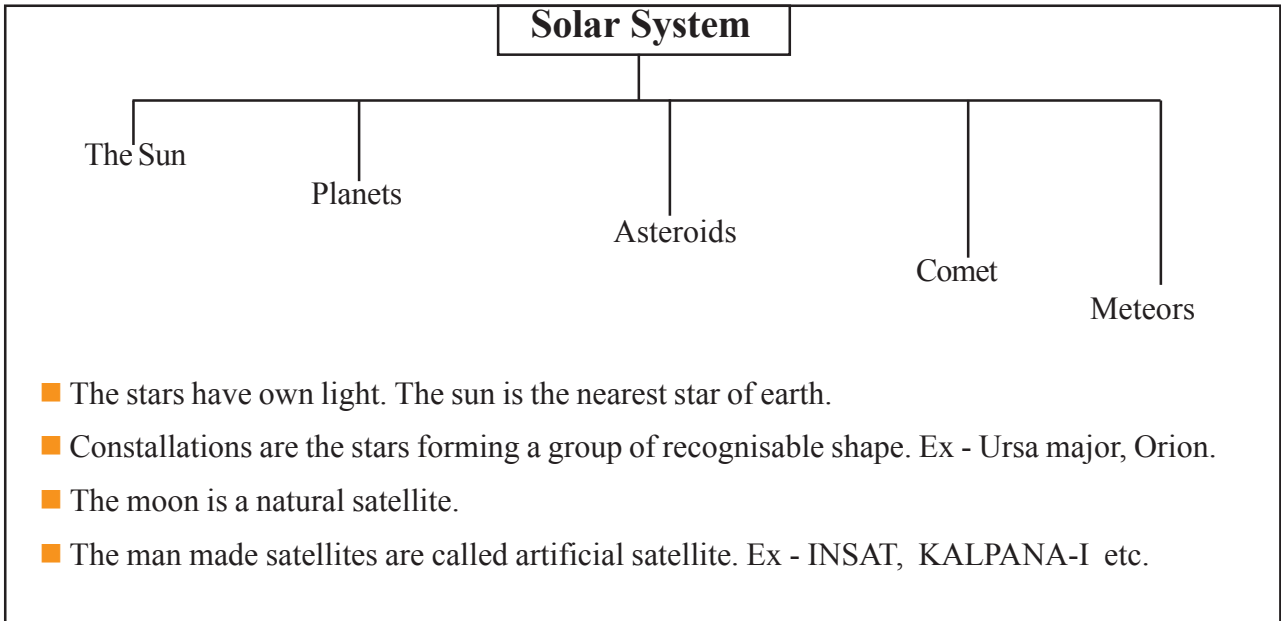 Solar System
The Sun
Planets
Asteroids
Comet
Meteors
The stars have own light. The sun is the nearest star of earth.
Constallations are the stars forming a group of recognisable shape. Ex - Ursa major, Orion.
The moon is a natural satellite.
The man made satellites are called artificial satellite. Ex - INSAT, KALPANA-I etc.